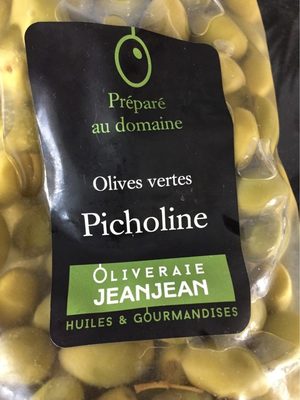 Préparé
au domaine
Olives vertes
Picholine
OLIVERAIE
JEANJEAN
HUILES & GOURMANDISES